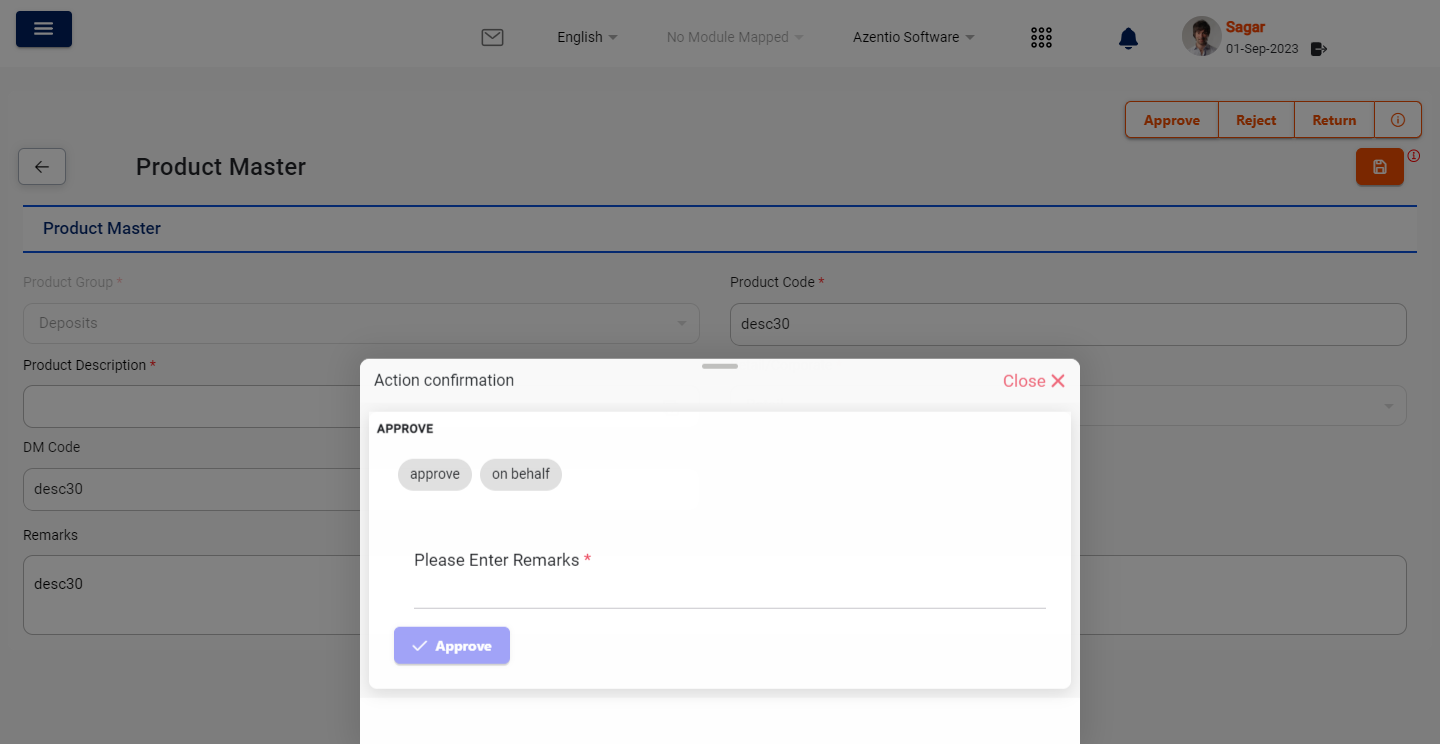 English
No Module Mapped
Azentio Software
Sagar
01-Sep-2023
Approve
Reject
Return
Product Master
Product Master
Product Group *
Product Code *
Deposits
desc30
Product Description *
DM Code
desc30
Remarks
desc30
Action confirmation
Close
APPROVE
approve
on behalf
Please Enter Remarks *
Approve